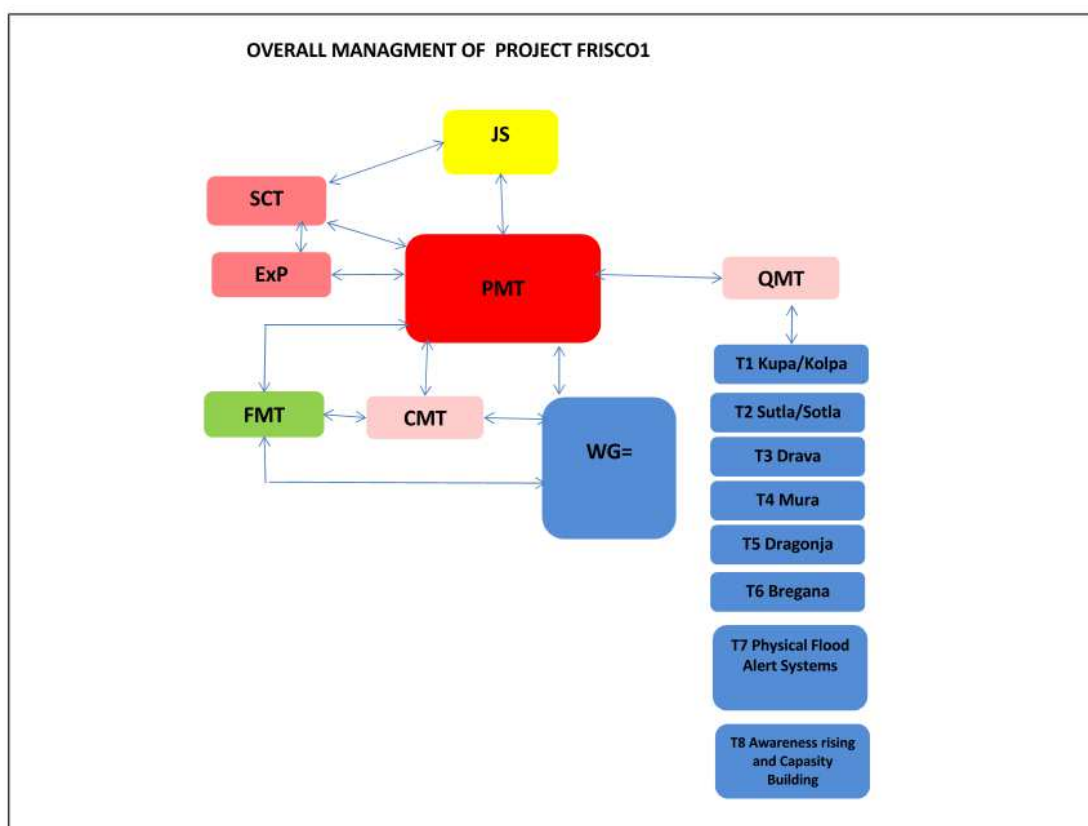 OVERALL MANAGMENT OF PROJECT FRISCO1
JS
SCT
ExP
PMT
QMT
T1 Kupa/Kolpa
FMT
CMT
WG=
T2 Sutla/Sotla
T3 Drava
T4 Mura
T5 Dragonja
T6 Bregana
T7 Physical Flood
Alert Systems
T8 Awareness rising
and Capasity
Building